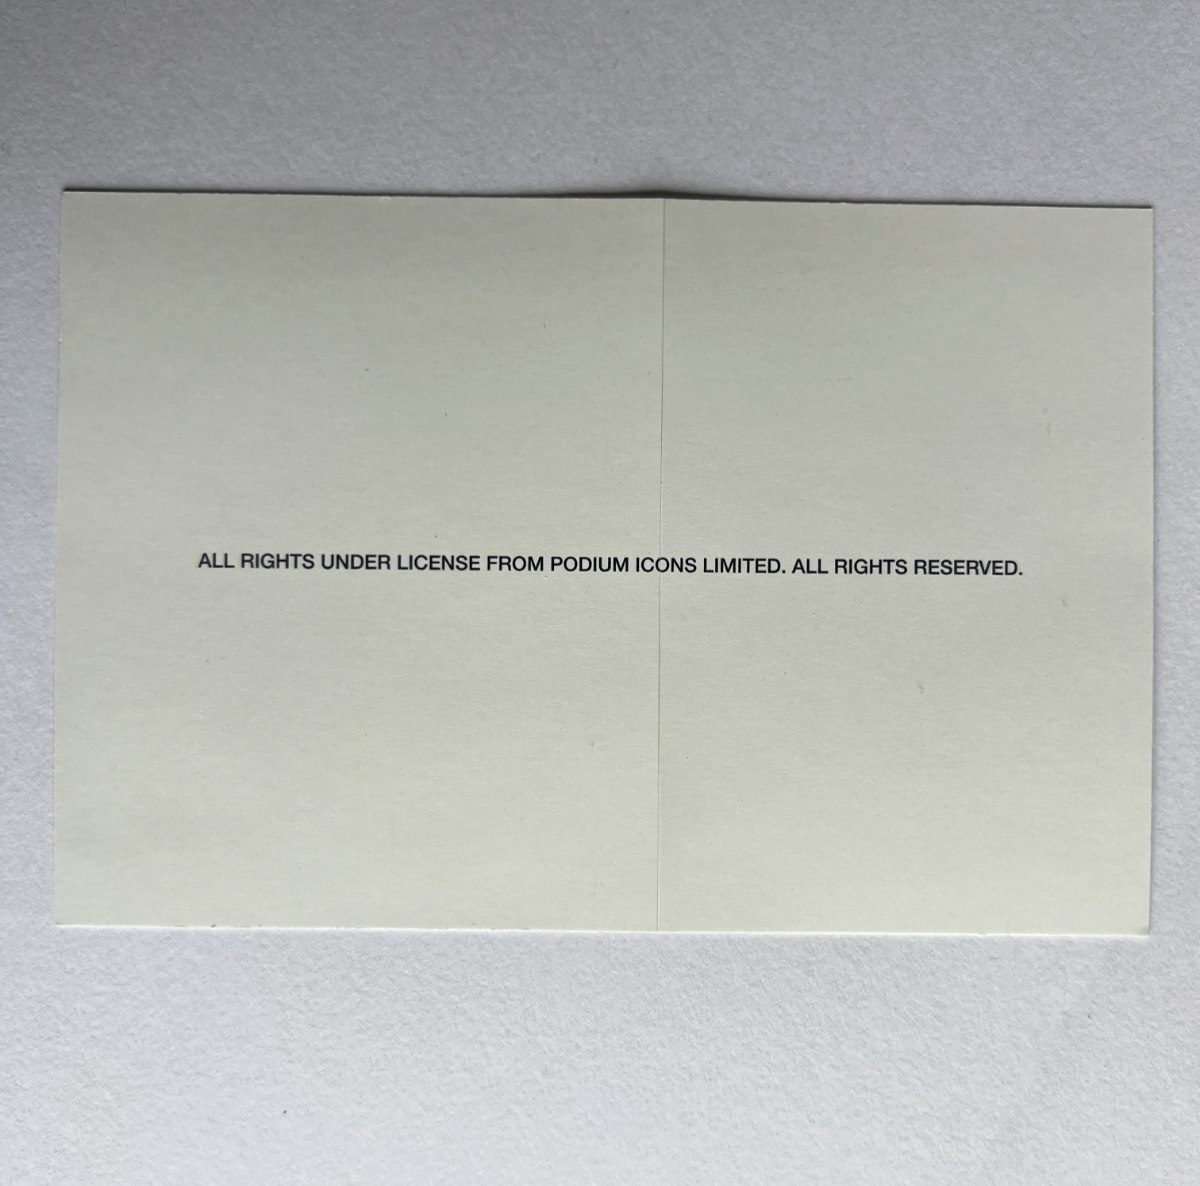 ALL RIGHTS UNDER LICENSE FROM PODIUM ICONS LIMITED. ALL RIGHTS RESERVED.